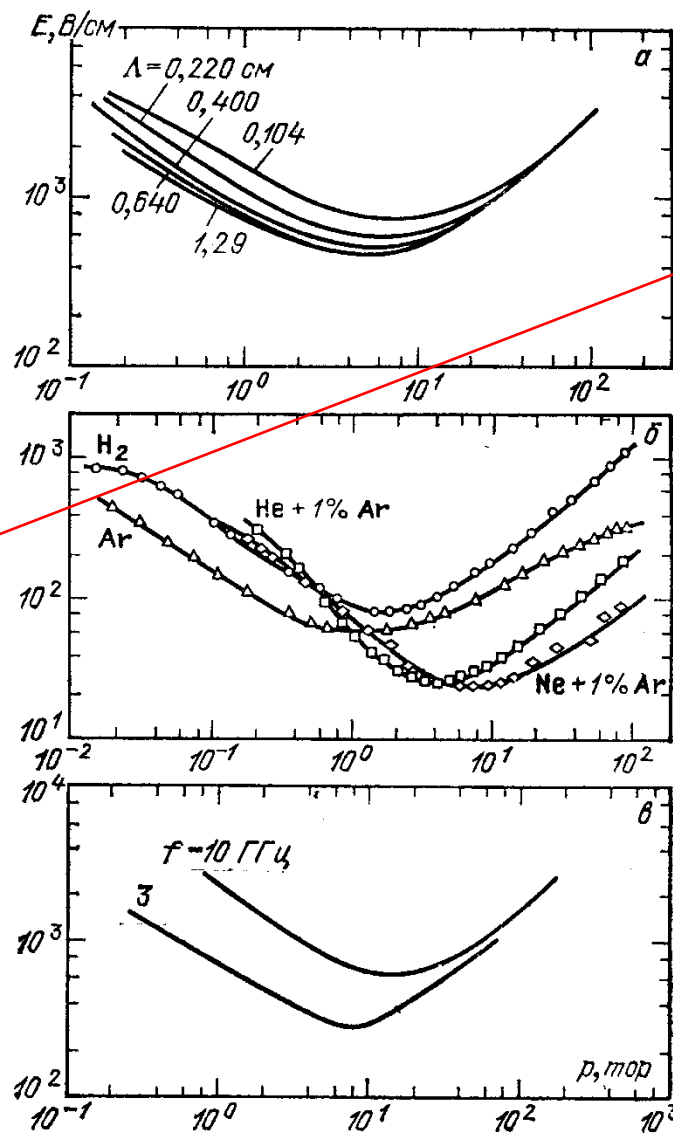 E, В/см
а
Λ = 0,220 см
0,400
0,104
10³
0,640
1,29
10²
10⁻¹ 10⁰ 10¹ 10²
б
10³
H₂
He + 1% Ar
Ar
10²
Ne + 1% Ar
10¹
10⁻² 10⁻¹ 10⁰ 10¹ 10²
10⁴
в
f = 10 ГГц
3
10³
10²
p, тор
10⁻¹ 10⁰ 10¹ 10² 10³